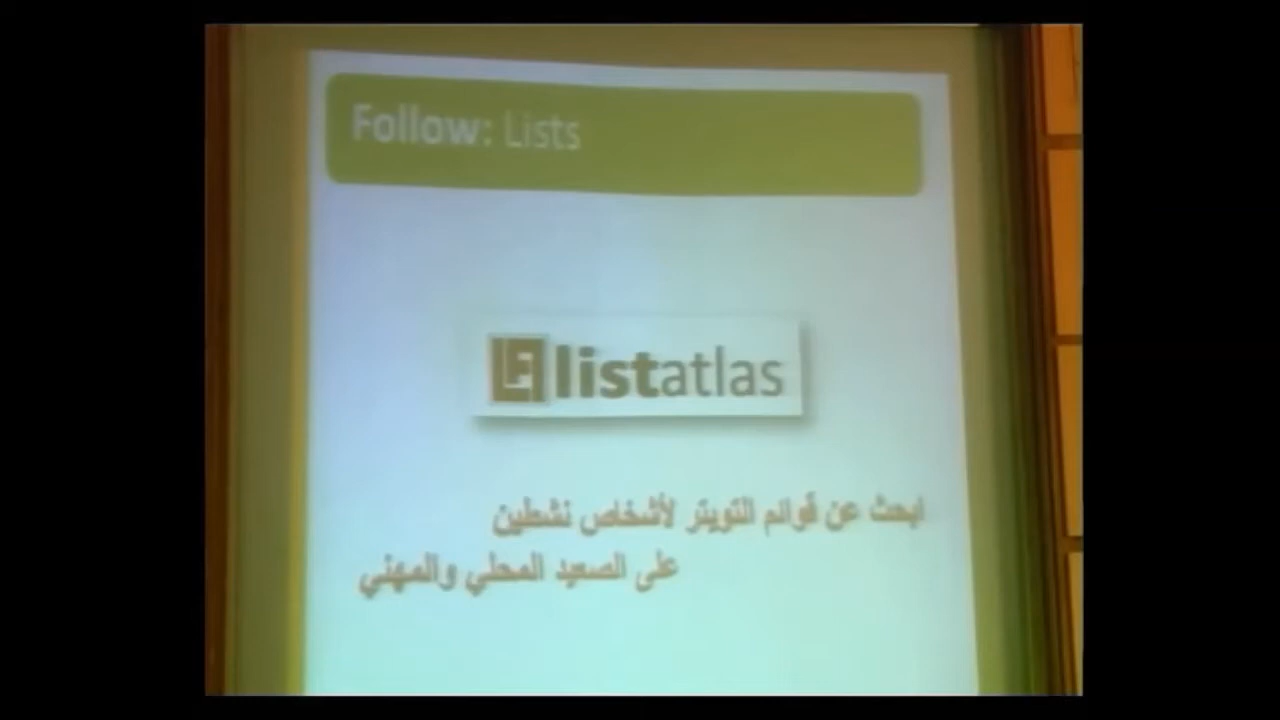 Follow: Lists
listatlas
ابحث عن قوائم التويتر لأشخاص نشطين
على الصعيد المحلي والمهني